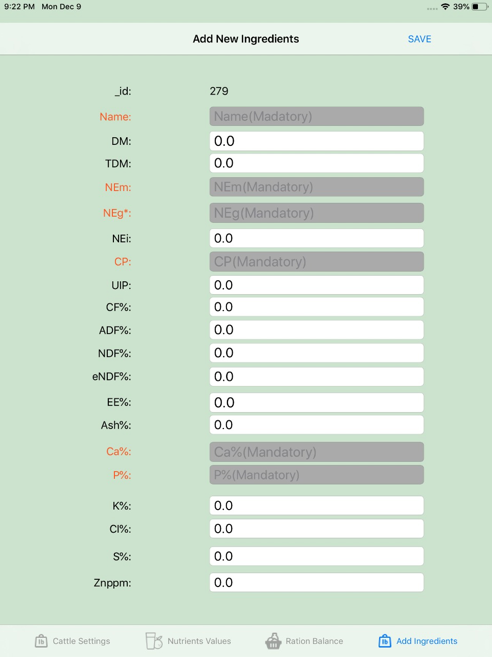 9:22 PM Mon Dec 9 39%
Add New Ingredients SAVE
_id: 279
Name: Name(Madatory)
DM: 0.0
TDM: 0.0
NEm: NEm(Mandatory)
NEg*: NEg(Mandatory)
NEi: 0.0
CP: CP(Mandatory)
UIP: 0.0
CF%: 0.0
ADF%: 0.0
NDF%: 0.0
eNDF%: 0.0
EE%: 0.0
Ash%: 0.0
Ca%: Ca%(Mandatory)
P%: P%(Mandatory)
K%: 0.0
Cl%: 0.0
S%: 0.0
Znppm: 0.0
Cattle Settings Nutrients Values Ration Balance Add Ingredients